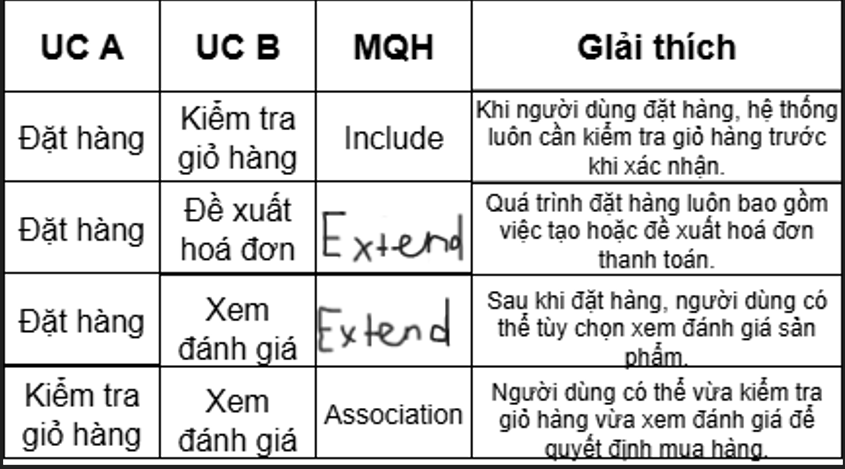 UC A UC B MQH GIải thích
Đặt hàng
Kiểm tra
giỏ hàng
Include
Khi người dùng đặt hàng, hệ thống
luôn cần kiểm tra giỏ hàng trước
khi xác nhận.
Đặt hàng
Đề xuất
hoá đơn
Extend
Quá trình đặt hàng luôn bao gồm
việc tạo hoặc đề xuất hoá đơn
thanh toán.
Đặt hàng
Xem
đánh giá
Extend
Sau khi đặt hàng, người dùng có
thể tùy chọn xem đánh giá sản
phẩm.
Kiểm tra
giỏ hàng
Xem
đánh giá
Association
Người dùng có thể vừa kiểm tra
giỏ hàng vừa xem đánh giá để
quyết định mua hàng.